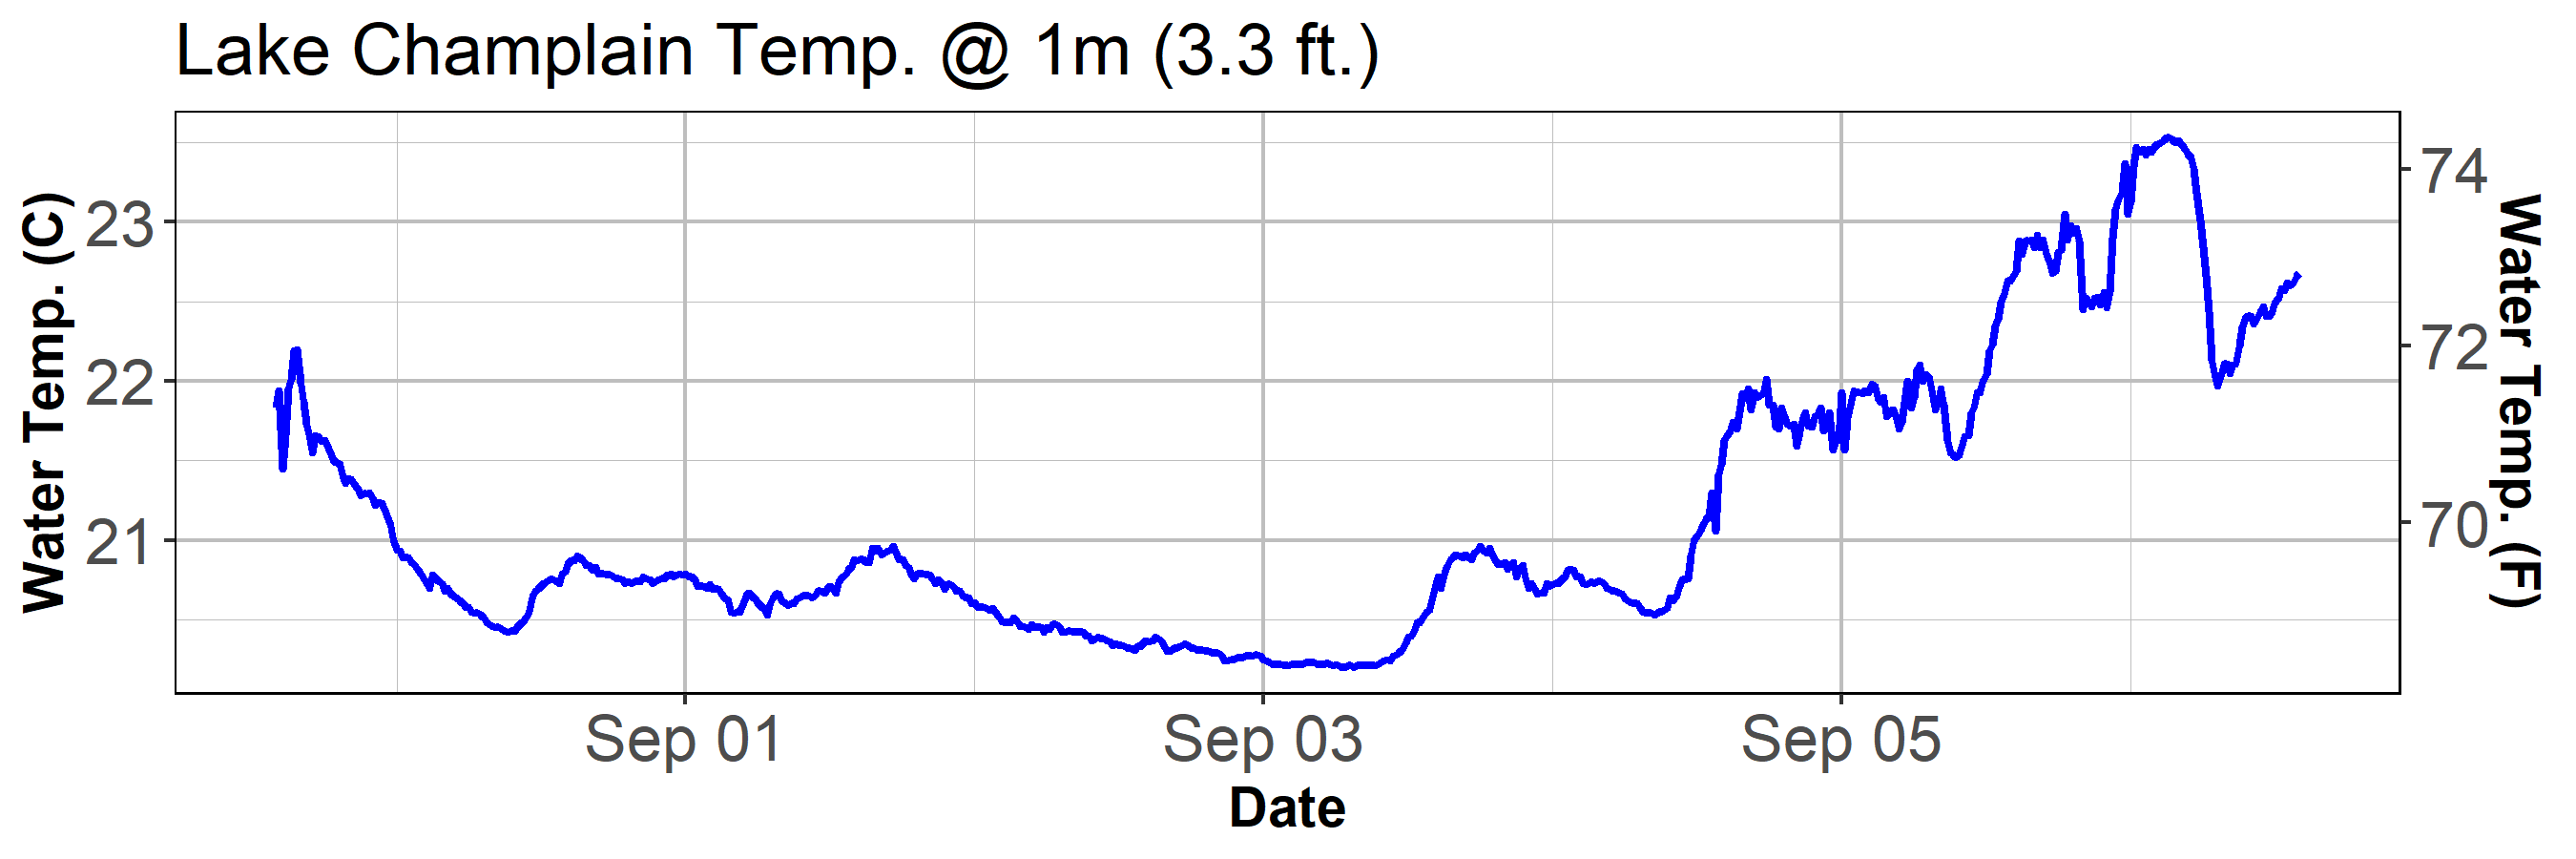 Lake Champlain Temp. @ 1m (3.3 ft.)
Water Temp. (C)
23
22
21
74
72
70
Water Temp. (F)
Sep 01
Sep 03
Sep 05
Date